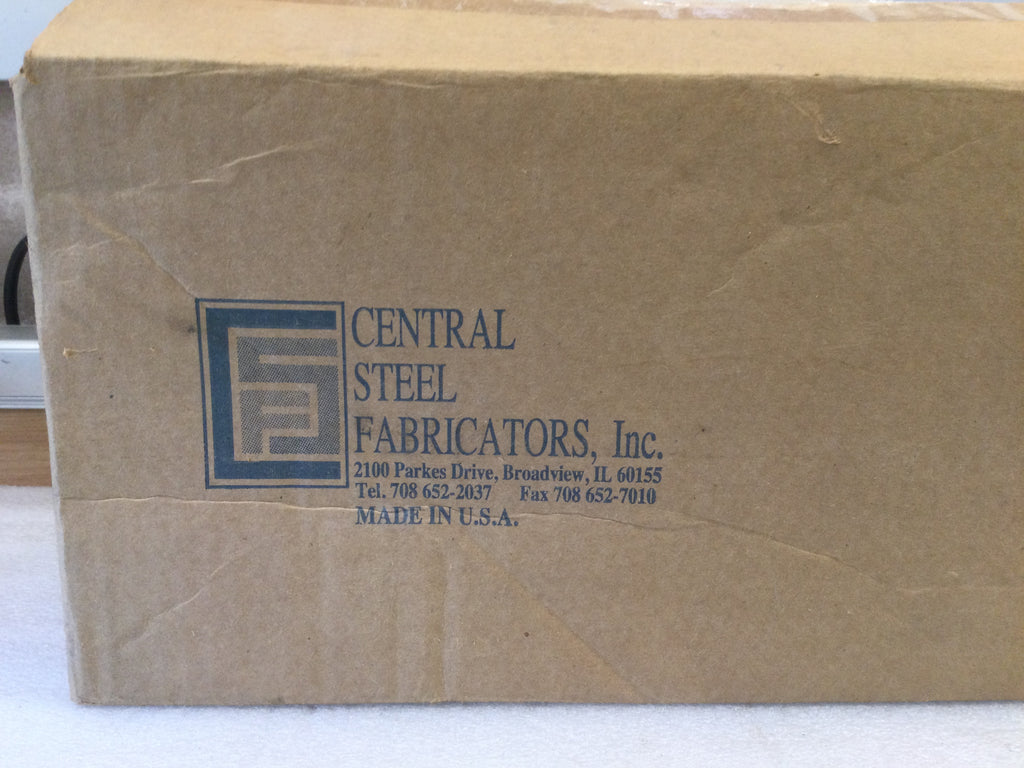 CENTRAL
STEEL
FABRICATORS, Inc.
2100 Parkes Drive, Broadview, IL 60155
Tel. 708 652-2037 Fax 708 652-7010
MADE IN U.S.A.